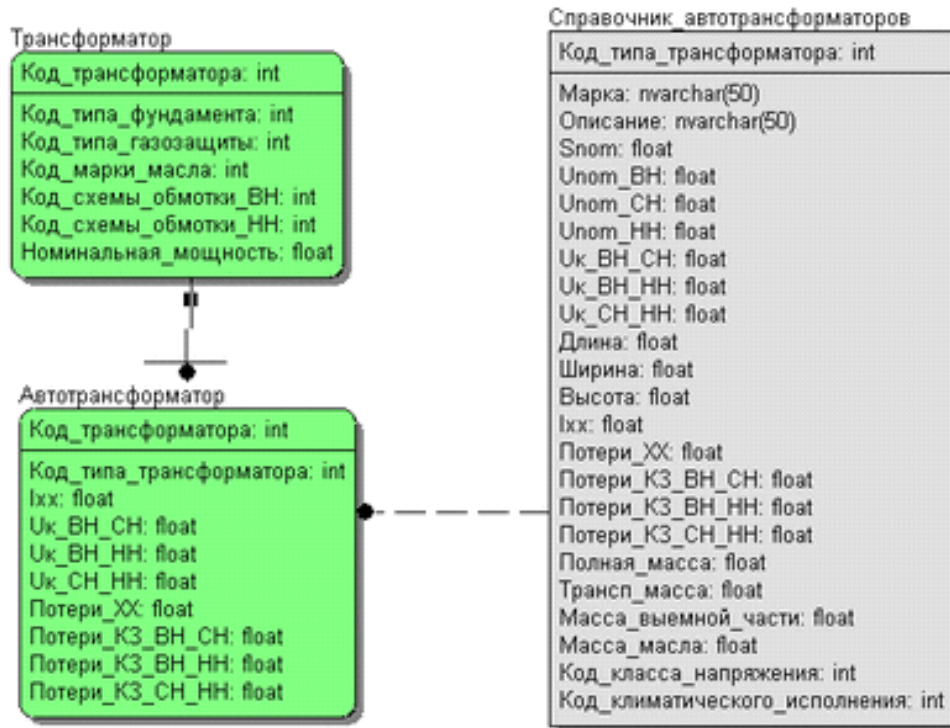 Трансформатор
Код_трансформатора: int
Код_типа_фундамента: int
Код_типа_газозащиты: int
Код_марки_масла: int
Код_схемы_обмотки_ВН: int
Код_схемы_обмотки_НН: int
Номинальная_мощность: float
Автотрансформатор
Код_трансформатора: int
Код_типа_трансформатора: int
Ixx: float
Uк_ВН_СН: float
Uк_ВН_НН: float
Uк_СН_НН: float
Потери_ХХ: float
Потери_КЗ_ВН_СН: float
Потери_КЗ_ВН_НН: float
Потери_КЗ_СН_НН: float
Справочник_автотрансформаторов
Код_типа_трансформатора: int
Марка: nvarchar(50)
Описание: nvarchar(50)
Snom: float
Unom_ВН: float
Unom_СН: float
Unom_НН: float
Uк_ВН_СН: float
Uк_ВН_НН: float
Uк_СН_НН: float
Длина: float
Ширина: float
Высота: float
Ixx: float
Потери_ХХ: float
Потери_КЗ_ВН_СН: float
Потери_КЗ_ВН_НН: float
Потери_КЗ_СН_НН: float
Полная_масса: float
Трансп_масса: float
Масса_выемной_части: float
Масса_масла: float
Код_класса_напряжения: int
Код_климатического_исполнения: int